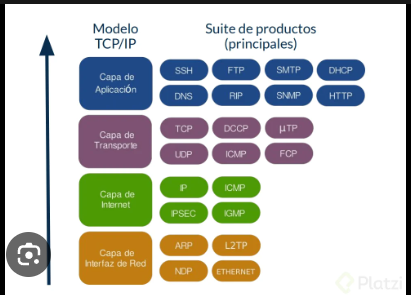 Modelo
TCP/IP
Suite de productos
(principales)
Capa de
Aplicación
SSH
FTP
SMTP
DHCP
DNS
RIP
SNMP
HTTP
Capa de
Transporte
TCP
DCCP
µTP
UDP
ICMP
FCP
Capa de
Internet
IP
ICMP
IPSEC
IGMP
Capa de
Interfaz de Red
ARP
L2TP
NDP
ETHERNET
Platzi